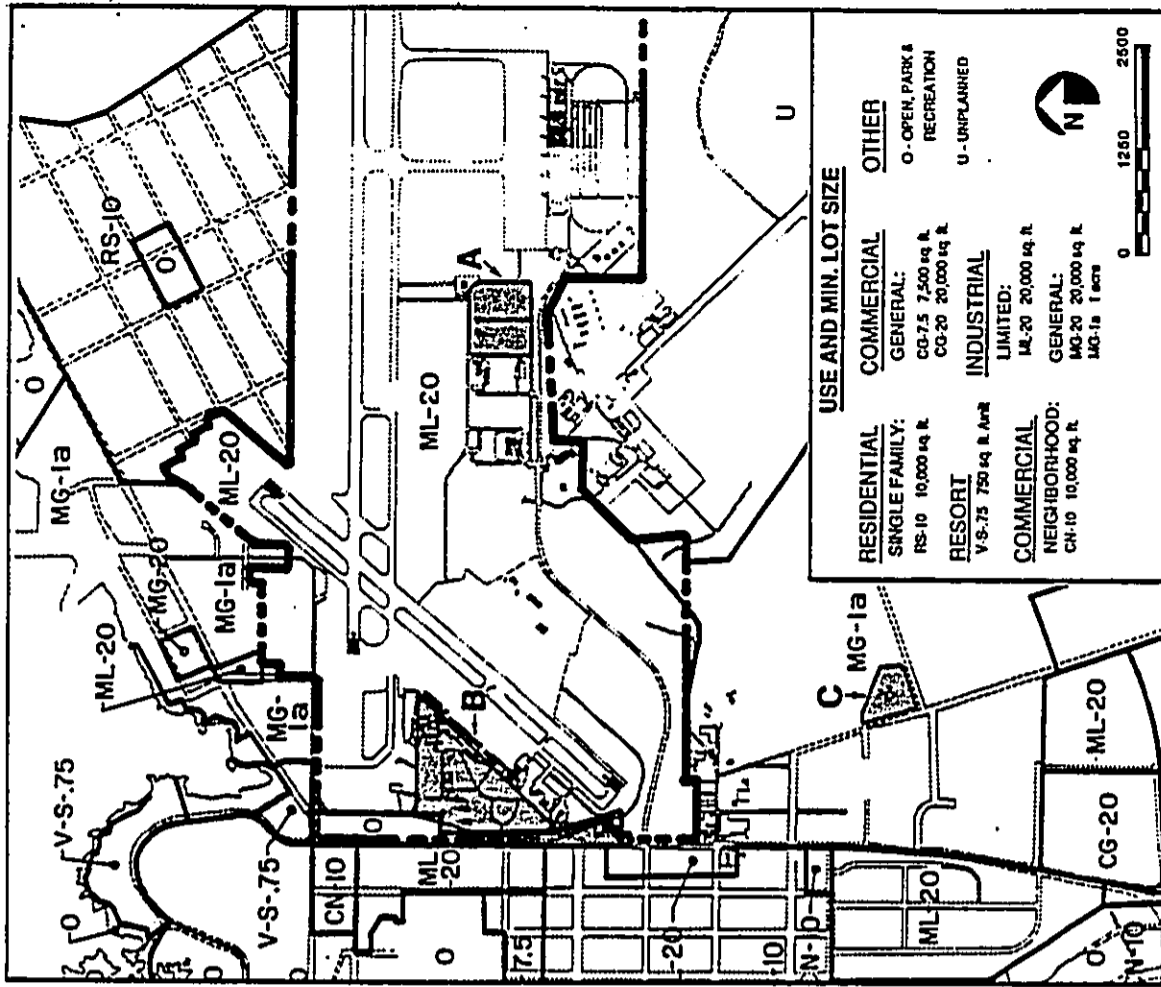 RS-10
O
O
MG-1a
ML-20
MG-20
MG-1a
ML-20
MG-
1a
V-S-.75
O
V-S-.75
O
CN-10
ML
-20
O
O
7.5
-20
-10
CN-
O
ML-20
O
N-10
CG-20
ML-20
MG-1a
C
B
ML-20
A
U
USE AND MIN. LOT SIZE
RESIDENTIAL
SINGLE FAMILY:
RS-10 10,000 sq. ft.
RESORT
V-S-.75 750 sq. ft. /unit
COMMERCIAL
NEIGHBORHOOD:
CN-10 10,000 sq. ft.
COMMERCIAL
GENERAL:
CG-7.5 7,500 sq. ft.
CG-20 20,000 sq. ft.
INDUSTRIAL
LIMITED:
ML-20 20,000 sq. ft.
GENERAL:
MG-20 20,000 sq. ft.
MG-1a 1 acre
OTHER
O - OPEN, PARK &
RECREATION
U - UNPLANNED
N
0 1250 2500